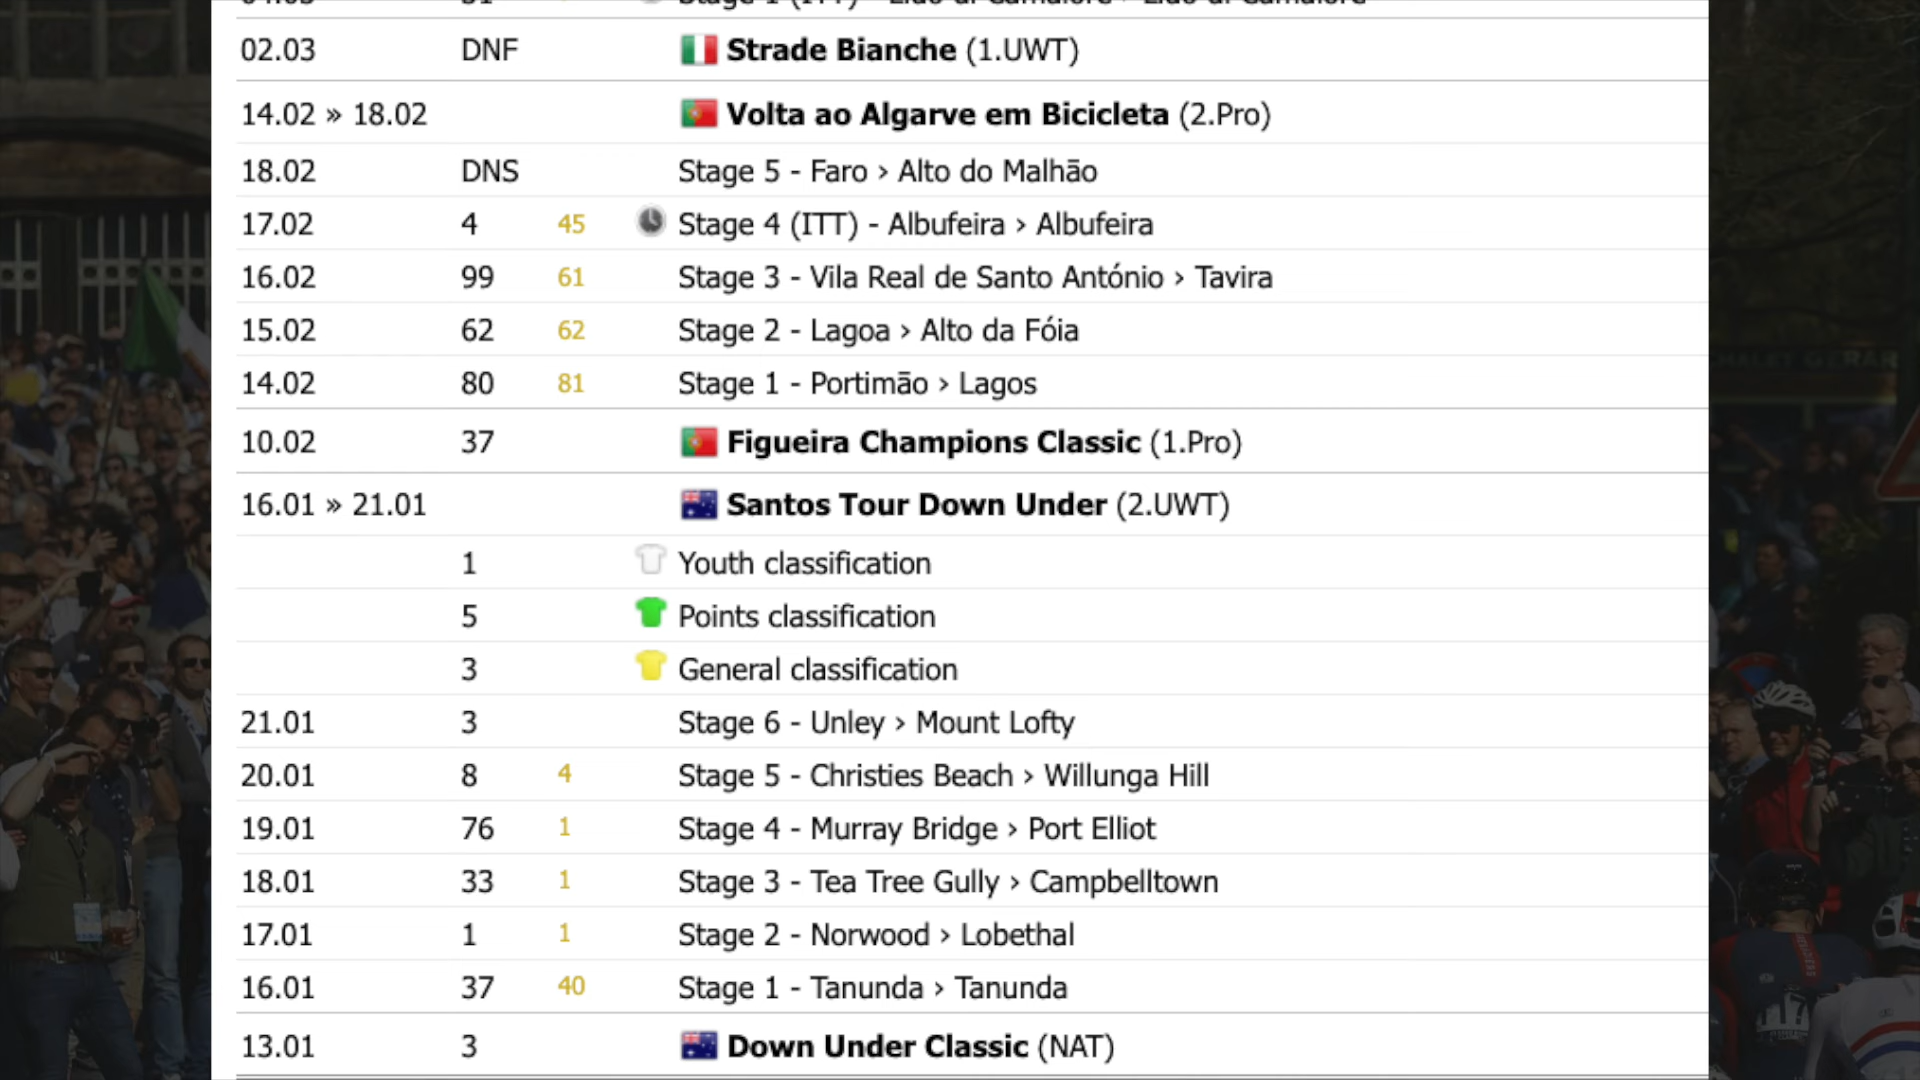 02.03 DNF Strade Bianche (1.UWT)
14.02 » 18.02 Volta ao Algarve em Bicicleta (2.Pro)
18.02 DNS Stage 5 - Faro › Alto do Malhão
17.02 4 45 Stage 4 (ITT) - Albufeira › Albufeira
16.02 99 61 Stage 3 - Vila Real de Santo António › Tavira
15.02 62 62 Stage 2 - Lagoa › Alto da Fóia
14.02 80 81 Stage 1 - Portimão › Lagos
10.02 37 Figueira Champions Classic (1.Pro)
16.01 » 21.01 Santos Tour Down Under (2.UWT)
1 Youth classification
5 Points classification
3 General classification
21.01 3 Stage 6 - Unley › Mount Lofty
20.01 8 4 Stage 5 - Christies Beach › Willunga Hill
19.01 76 1 Stage 4 - Murray Bridge › Port Elliot
18.01 33 1 Stage 3 - Tea Tree Gully › Campbelltown
17.01 1 1 Stage 2 - Norwood › Lobethal
16.01 37 40 Stage 1 - Tanunda › Tanunda
13.01 3 Down Under Classic (NAT)